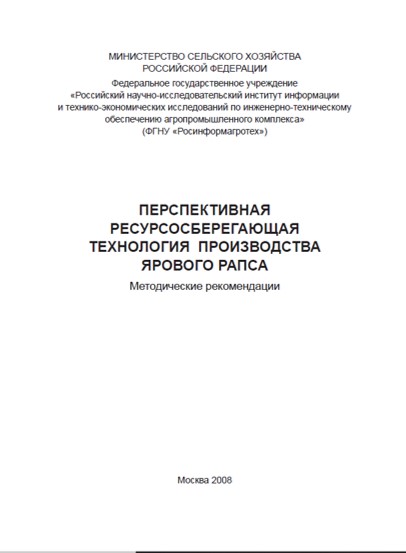 МИНИСТЕРСТВО СЕЛЬСКОГО ХОЗЯЙСТВА
РОССИЙСКОЙ ФЕДЕРАЦИИ
Федеральное государственное учреждение
«Российский научно-исследовательский институт информации
и технико-экономических исследований по инженерно-техническому
обеспечению агропромышленного комплекса»
(ФГНУ «Росинформагротех»)
ПЕРСПЕКТИВНАЯ
РЕСУРСОСБЕРЕГАЮЩАЯ
ТЕХНОЛОГИЯ ПРОИЗВОДСТВА
ЯРОВОГО РАПСА
Методические рекомендации
Москва 2008